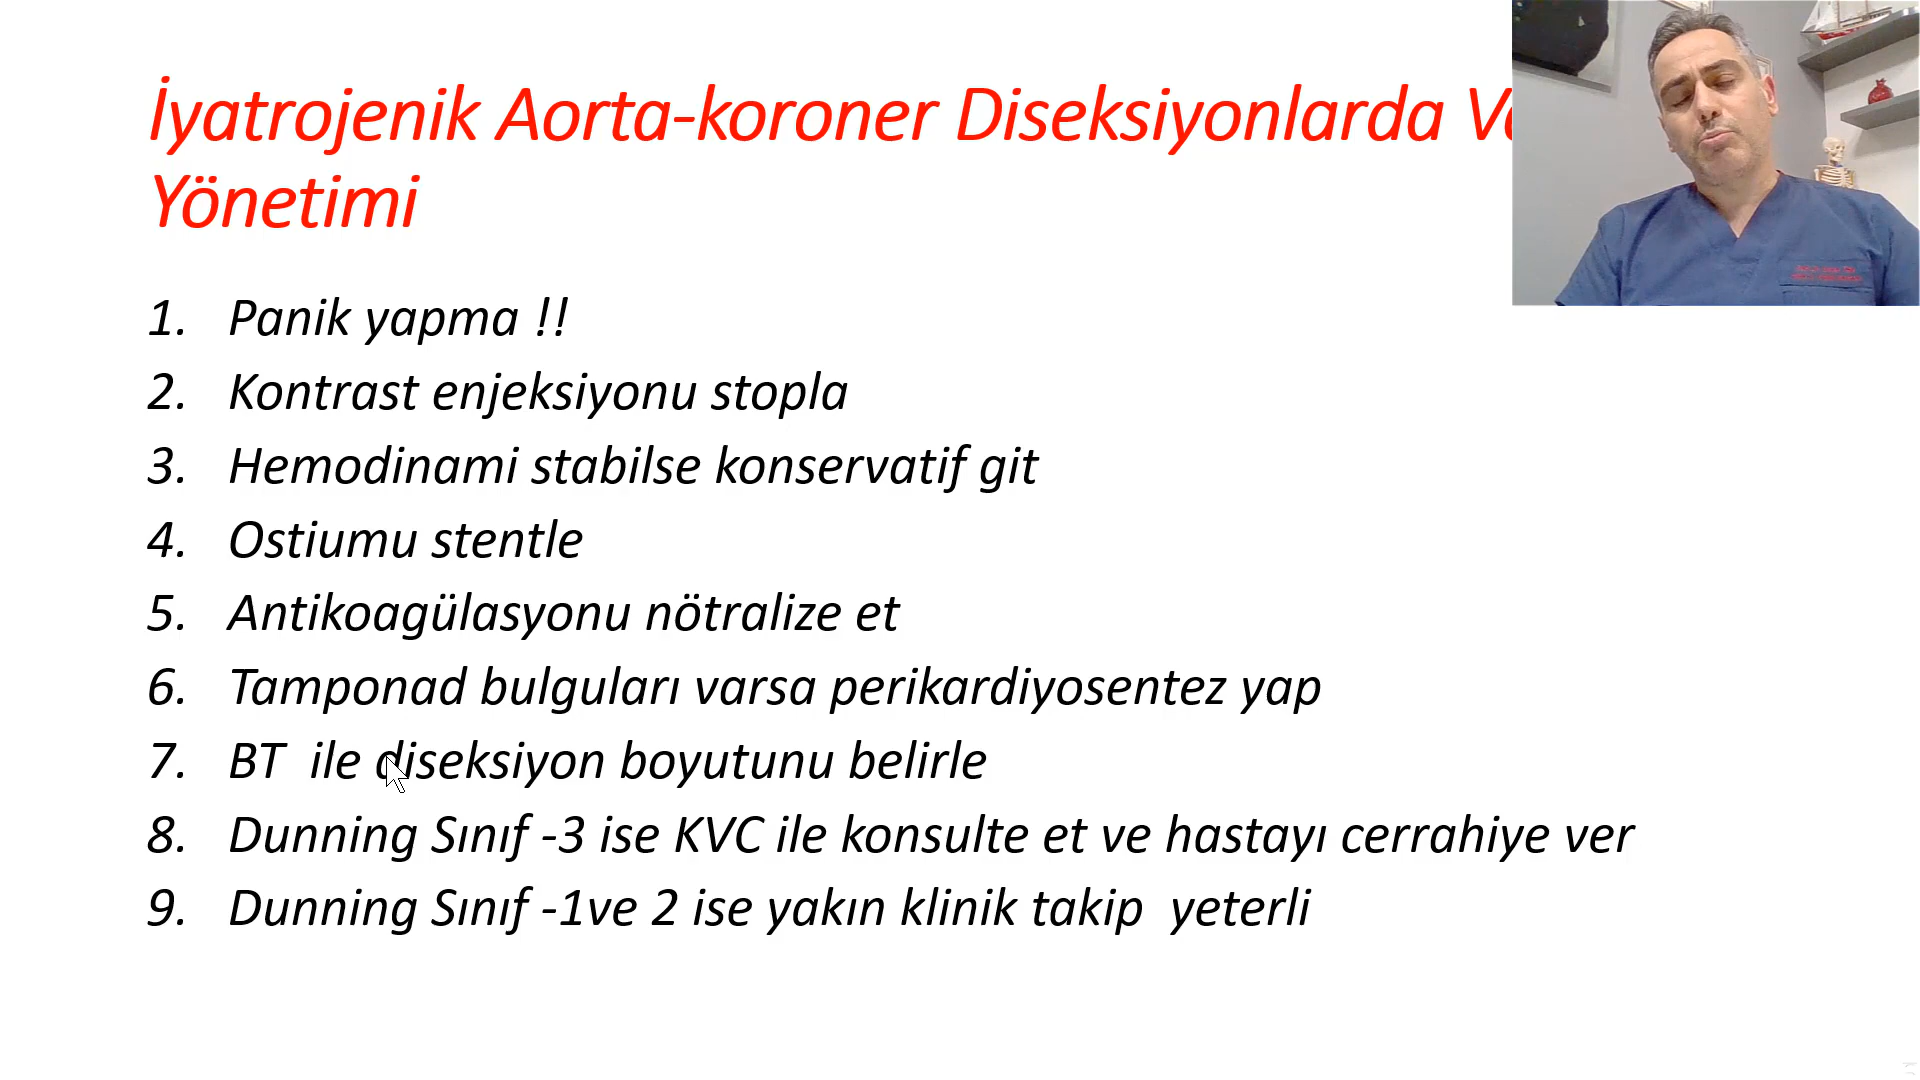 İyatrojenik Aorta-koroner Diseksiyonlarda
Yönetimi
1. Panik yapma !!
2. Kontrast enjeksiyonu stopla
3. Hemodinami stabilse konservatif git
4. Ostiumu stentle
5. Antikoagülasyonu nötralize et
6. Tamponad bulguları varsa perikardiyosentez yap
7. BT ile diseksiyon boyutunu belirle
8. Dunning Sınıf -3 ise KVC ile konsulte et ve hastayı cerrahiye ver
9. Dunning Sınıf -1ve 2 ise yakın klinik takip yeterli